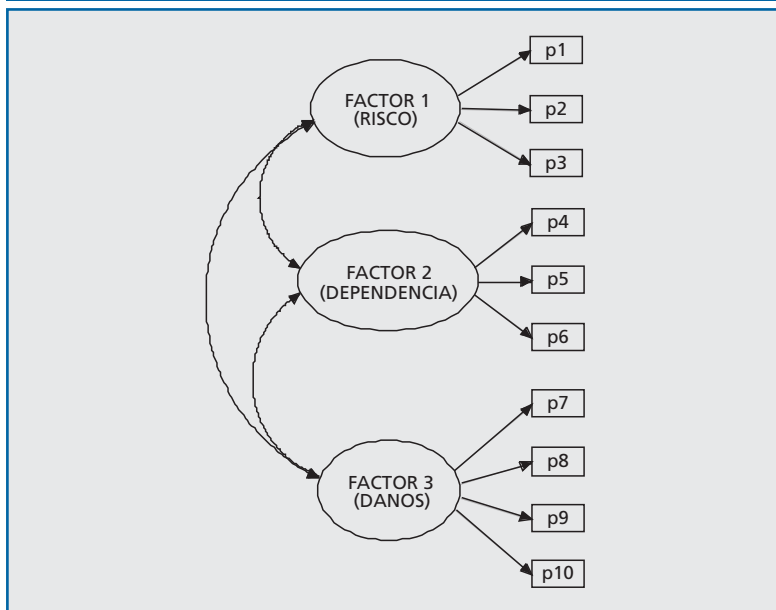 p1
FACTOR 1
(RISCO)
p2
p3
p4
FACTOR 2
(DEPENDENCIA)
p5
p6
p7
p8
FACTOR 3
(DANOS)
p9
p10